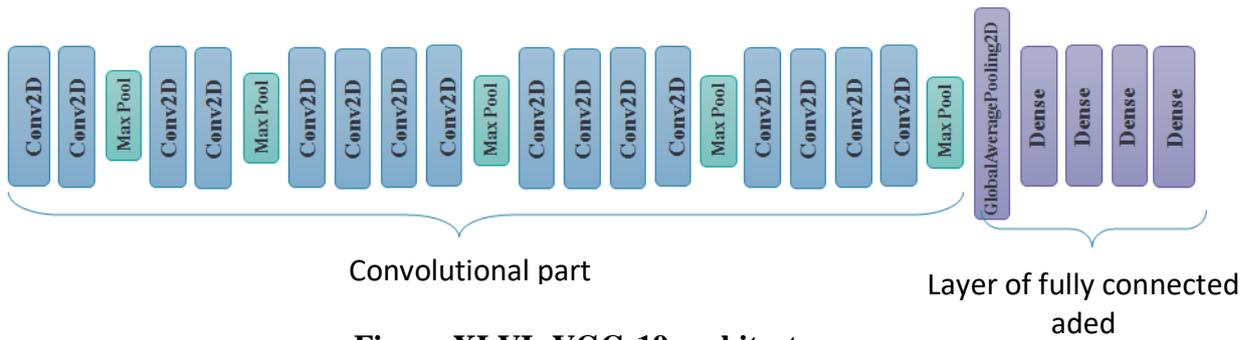 Conv2D
Conv2D
Max Pool
Conv2D
Conv2D
Max Pool
Conv2D
Conv2D
Conv2D
Conv2D
Max Pool
Conv2D
Conv2D
Conv2D
Conv2D
Max Pool
Conv2D
Conv2D
Conv2D
Conv2D
Max Pool
GlobalAveragePooling2D
Dense
Dense
Dense
Dense
Convolutional part
Layer of fully connected
aded